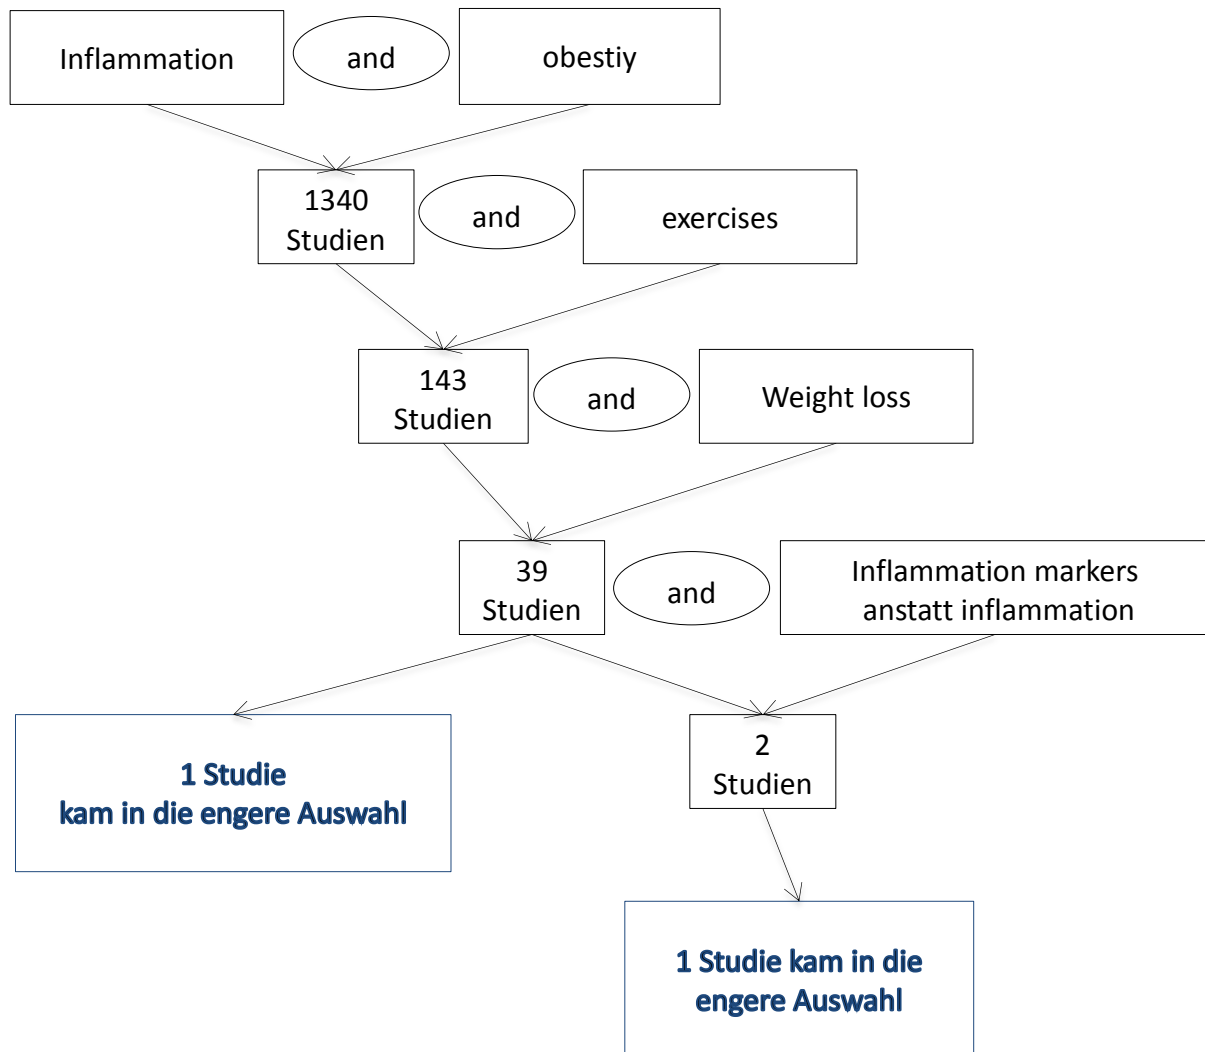 Inflammation
and
obestiy
1340
Studien
and
exercises
143
Studien
and
Weight loss
39
Studien
and
Inflammation markers
anstatt inflammation
1 Studie
kam in die engere Auswahl
2
Studien
1 Studie kam in die
engere Auswahl